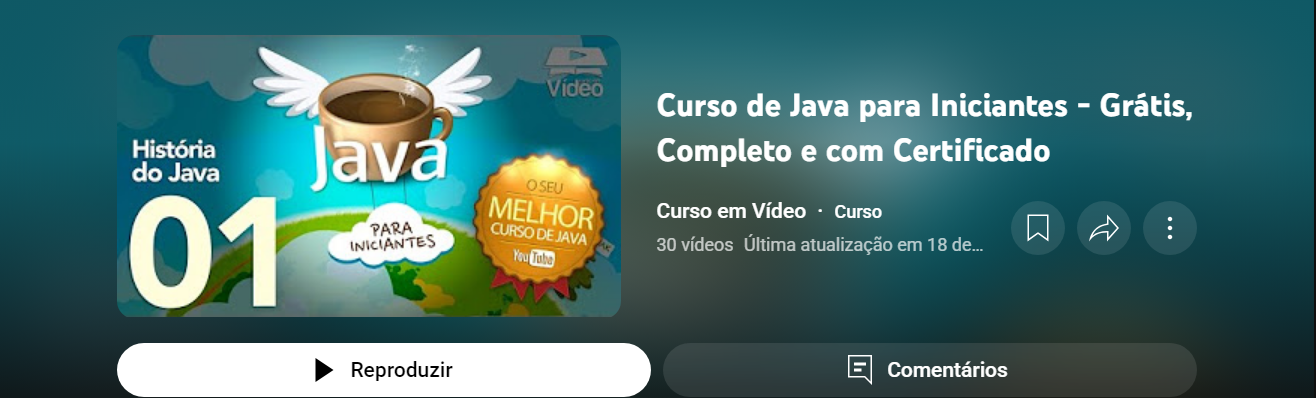 Vídeo
História
do Java
01
Java
PARA
INICIANTES
O SEU
MELHOR
CURSO DE JAVA
YouTube
Curso de Java para Iniciantes - Grátis,
Completo e com Certificado
Curso em Vídeo · Curso
30 vídeos Última atualização em 18 de...
Reproduzir
Comentários